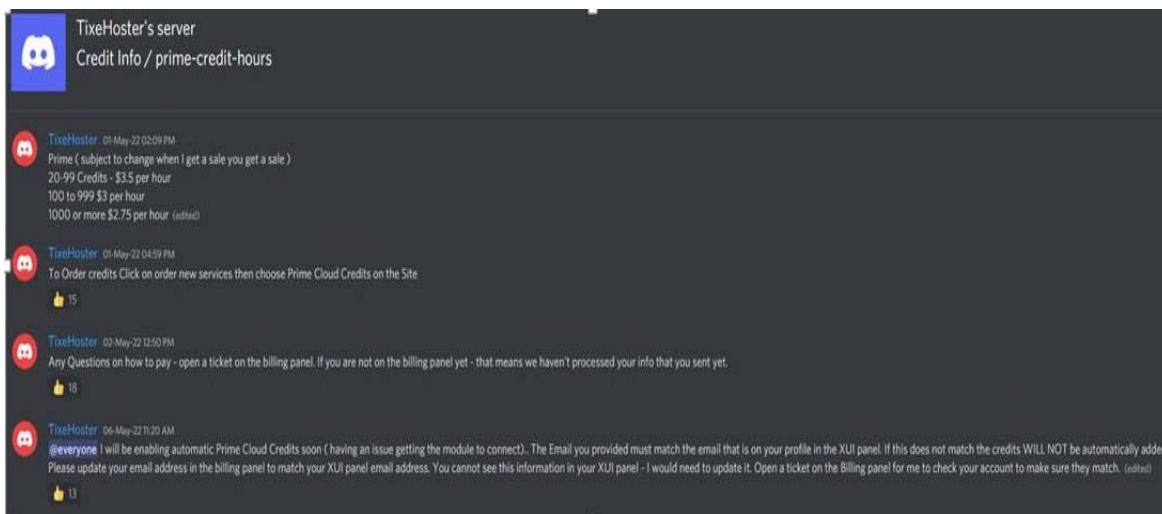 TixeHoster's server
Credit Info / prime-credit-hours
TixeHoster 01-May-22 02:09 PM
Prime ( subject to change when I get a sale you get a sale )
20-99 Credits - $3.5 per hour
100 to 999 $3 per hour
1000 or more $2.75 per hour (edited)
TixeHoster 01-May-22 04:59 PM
To Order credits Click on order new services then choose Prime Cloud Credits on the Site
15
TixeHoster 02-May-22 12:50 PM
Any Questions on how to pay - open a ticket on the billing panel. If you are not on the billing panel yet - that means we haven't processed your info that you sent yet.
18
TixeHoster 06-May-22 11:20 AM
@everyone I will be enabling automatic Prime Cloud Credits soon ( having an issue getting the module to connect).. The Email you provided must match the email that is on your profile in the XUI panel. If this does not match the credits WILL NOT be automatically adde
Please update your email address in the billing panel to match your XUI panel email address. You cannot see this information in your XUI panel - I would need to update it. Open a ticket on the Billing panel for me to check your account to make sure they match. (edited)
13